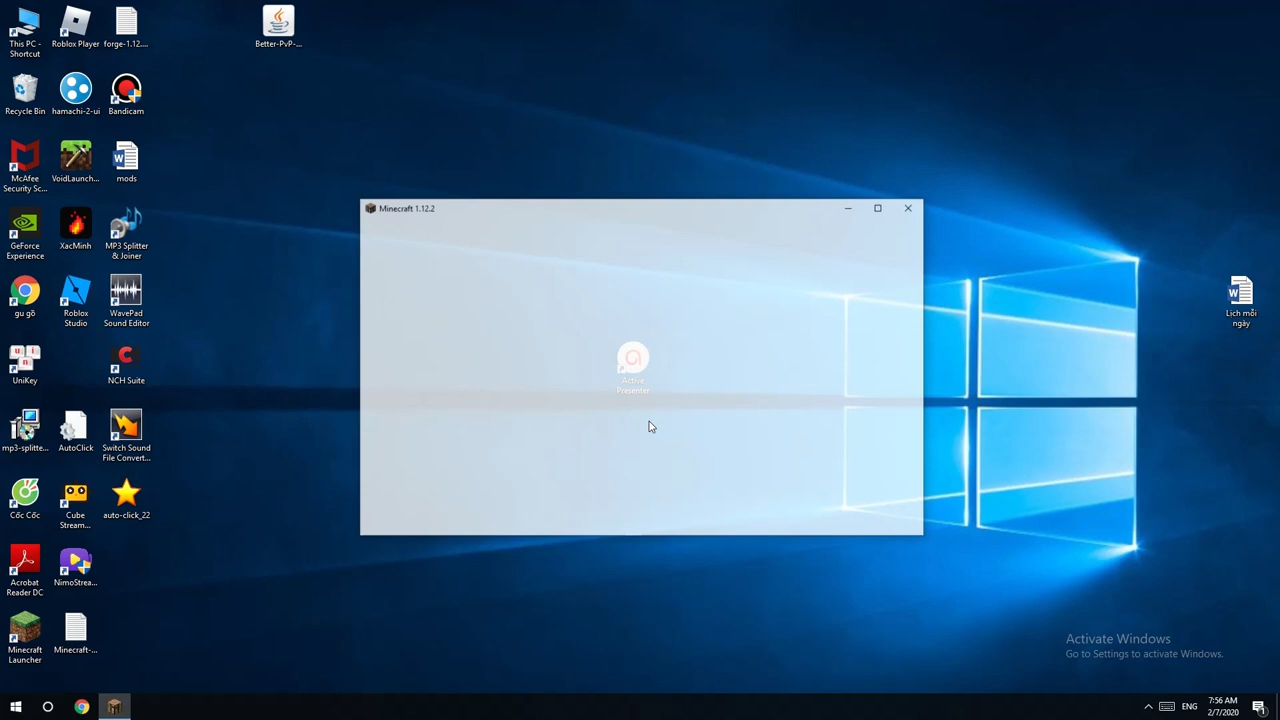 This PC -
Shortcut
Roblox Player
forge-1.12....
Better-PvP-...
Recycle Bin
hamachi-2-ui
Bandicam
McAfee
Security Sc...
VoidLaunch...
mods
GeForce
Experience
XacMinh
MP3 Splitter
& Joiner
gu gồ
Roblox
Studio
WavePad
Sound Editor
UniKey
NCH Suite
mp3-splitte...
AutoClick
Switch Sound
File Convert...
Cốc Cốc
Cube
Stream...
auto-click_22
Acrobat
Reader DC
NimoStrea...
Minecraft
Launcher
Minecraft-...
Minecraft 1.12.2
Active
Presenter
Lịch mỗi
ngày
Activate Windows
Go to Settings to activate Windows.
ENG
7:56 AM
2/7/2020